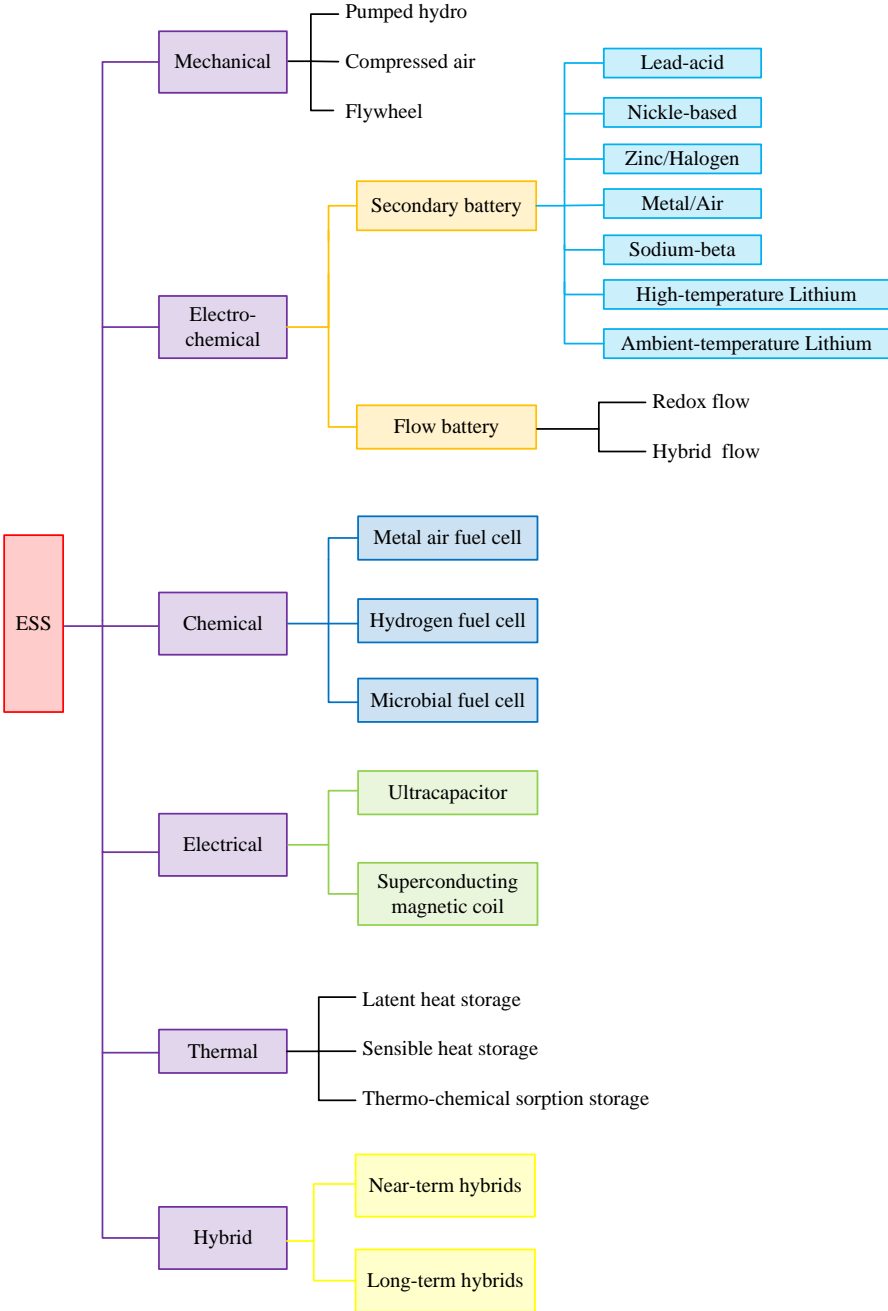 ESS
Mechanical
Pumped hydro
Compressed air
Flywheel
Electro-
chemical
Secondary battery
Lead-acid
Nickle-based
Zinc/Halogen
Metal/Air
Sodium-beta
High-temperature Lithium
Ambient-temperature Lithium
Flow battery
Redox flow
Hybrid flow
Chemical
Metal air fuel cell
Hydrogen fuel cell
Microbial fuel cell
Electrical
Ultracapacitor
Superconducting
magnetic coil
Thermal
Latent heat storage
Sensible heat storage
Thermo-chemical sorption storage
Hybrid
Near-term hybrids
Long-term hybrids